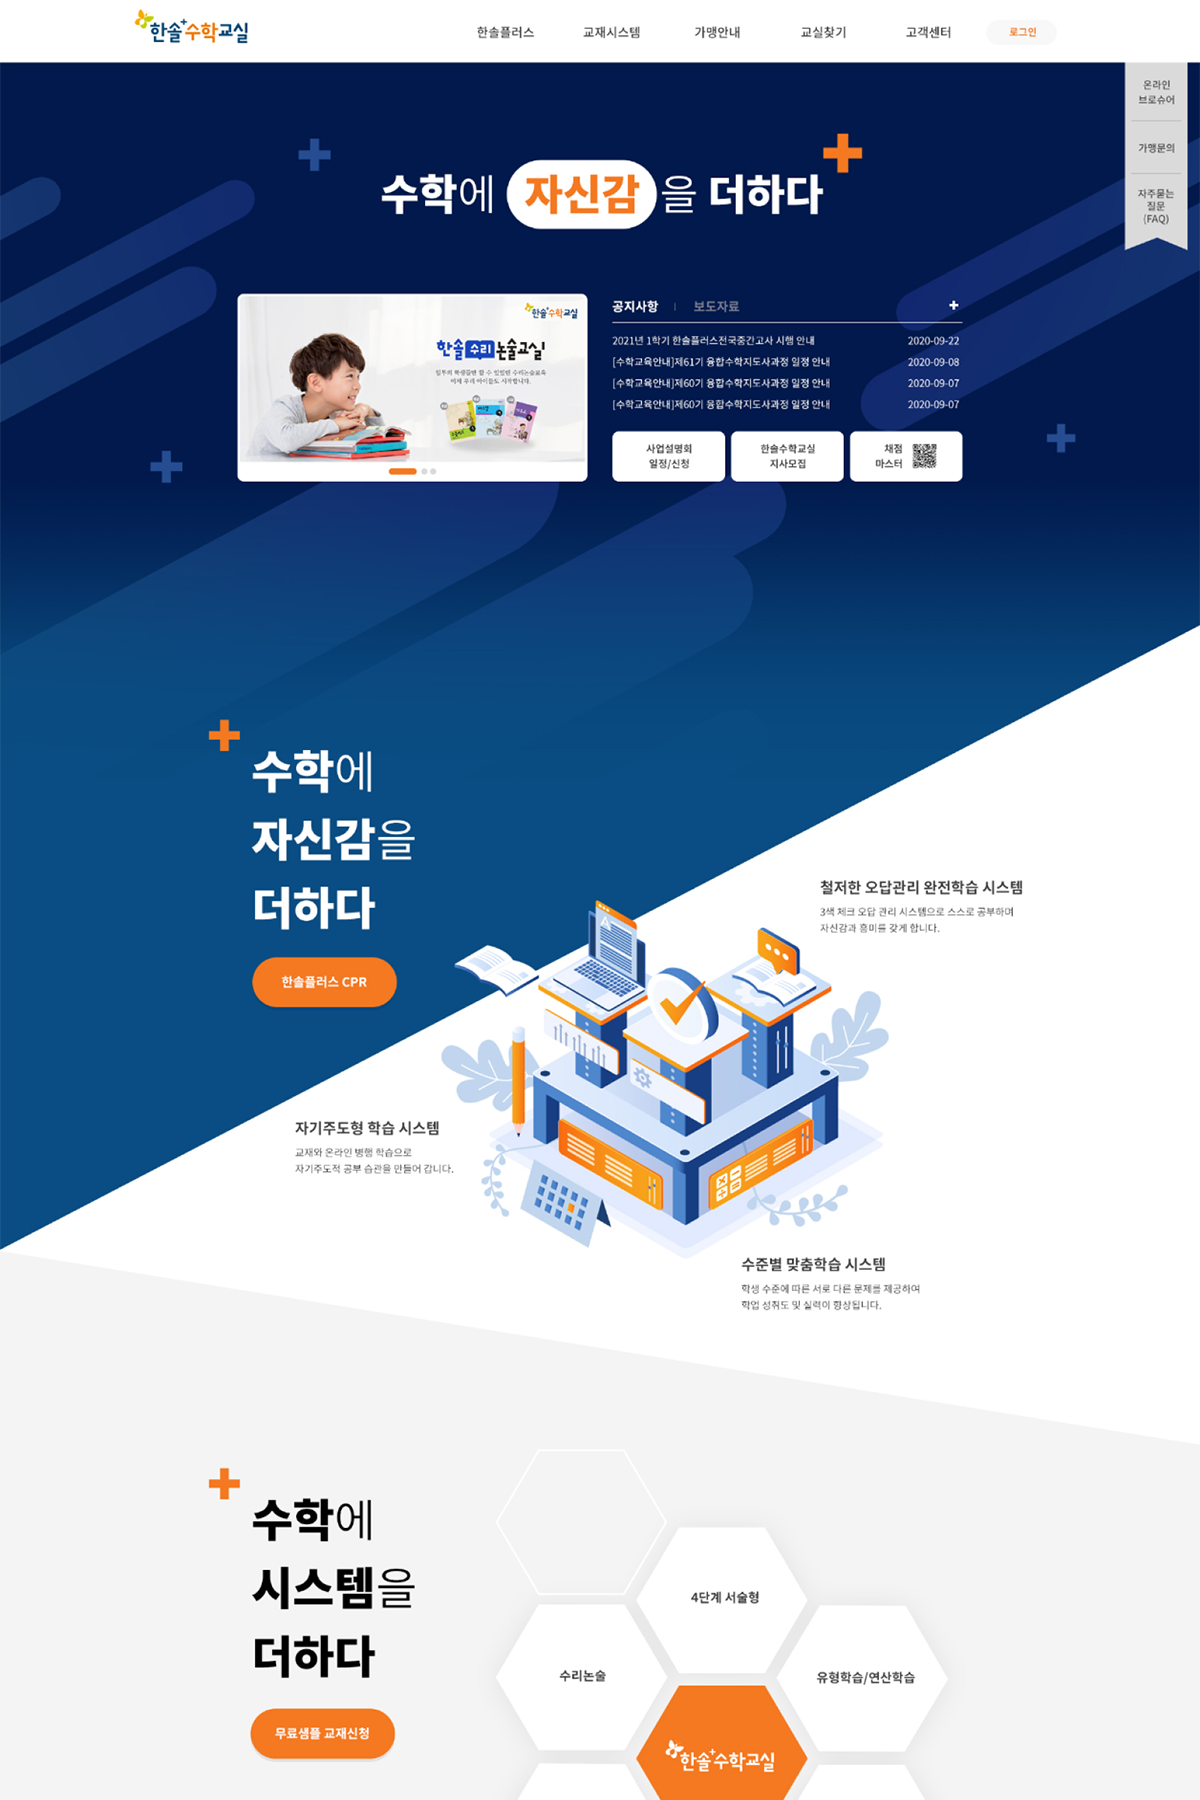 한솔+수학교실
한솔플러스 교재시스템 가맹안내 교실찾기 고객센터 로그인
온라인
브로슈어
가맹문의
자주묻는
질문
(FAQ)
수학에 자신감을 더하다
한솔+수학교실
한솔 수리 논술교실!
이제 우리 아이들도 시작합니다.
공지사항 | 보도자료 +
2021년 1학기 한솔플러스전국중간고사 시행 안내 2020-09-22
[수학교육안내]제61기 융합수학지도사과정 일정 안내 2020-09-08
[수학교육안내]제60기 융합수학지도사과정 일정 안내 2020-09-07
[수학교육안내]제60기 융합수학지도사과정 일정 안내 2020-09-07
사업설명회
일정/신청
한솔수학교실
지사모집
채점
마스터
수학에
자신감을
더하다
한솔플러스 CPR
철저한 오답관리 완전학습 시스템
3색 체크 오답 관리 시스템으로 스스로 공부하며
자신감과 흥미를 갖게 합니다.
A
자기주도형 학습 시스템
교재와 온라인 병행 학습으로
자기주도적 공부 습관을 만들어 갑니다.
수준별 맞춤학습 시스템
학생 수준에 따른 서로 다른 문제를 제공하여
학업 성취도 및 실력이 향상됩니다.
수학에
시스템을
더하다
무료샘플 교재신청
4단계 서술형
수리논술
유형학습/연산학습
한솔+수학교실